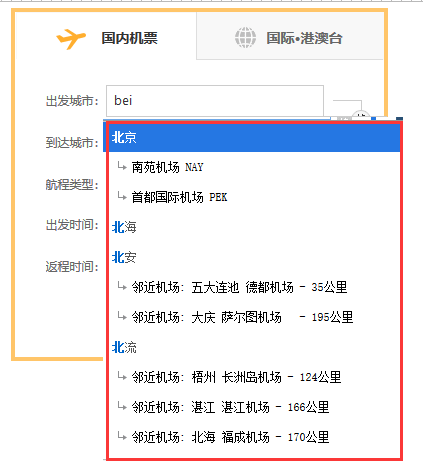 国内机票
国际•港澳台
出发城市: bei
到达城市:
航程类型:
出发时间:
返程时间:
北京
南苑机场 NAY
首都国际机场 PEK
北海
北安
邻近机场: 五大连池 德都机场 - 35公里
邻近机场: 大庆 萨尔图机场 - 195公里
北流
邻近机场: 梧州 长洲岛机场 - 124公里
邻近机场: 湛江 湛江机场 - 166公里
邻近机场: 北海 福成机场 - 170公里